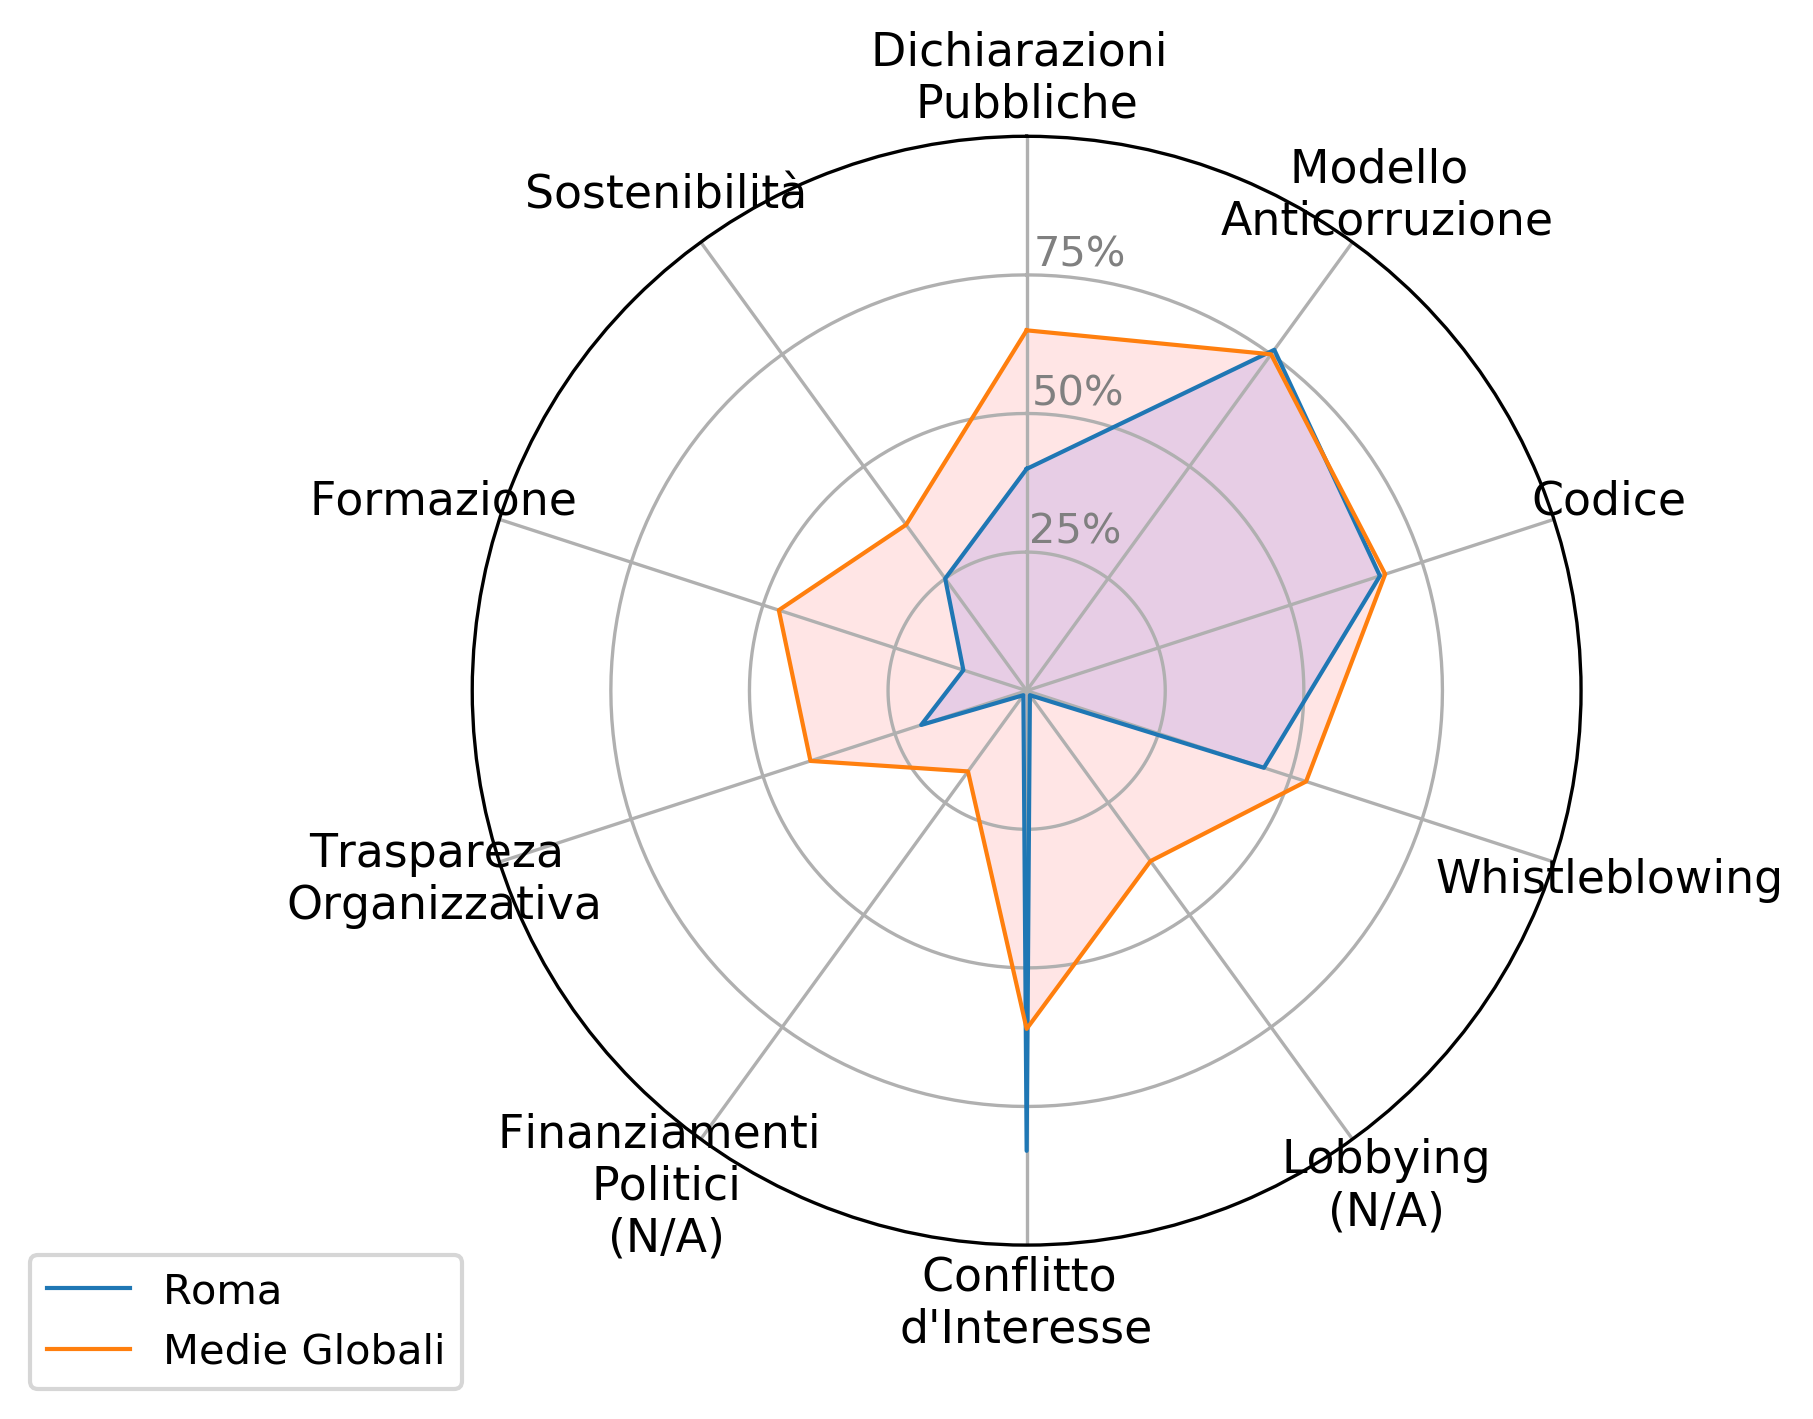 Dichiarazioni
Pubbliche
Modello
Anticorruzione
Sostenibilità
75%
50%
25%
Formazione
Codice
Traspareza
Organizzativa
Whistleblowing
Finanziamenti
Politici
(N/A)
Lobbying
(N/A)
Conflitto
d'Interesse
Roma
Medie Globali